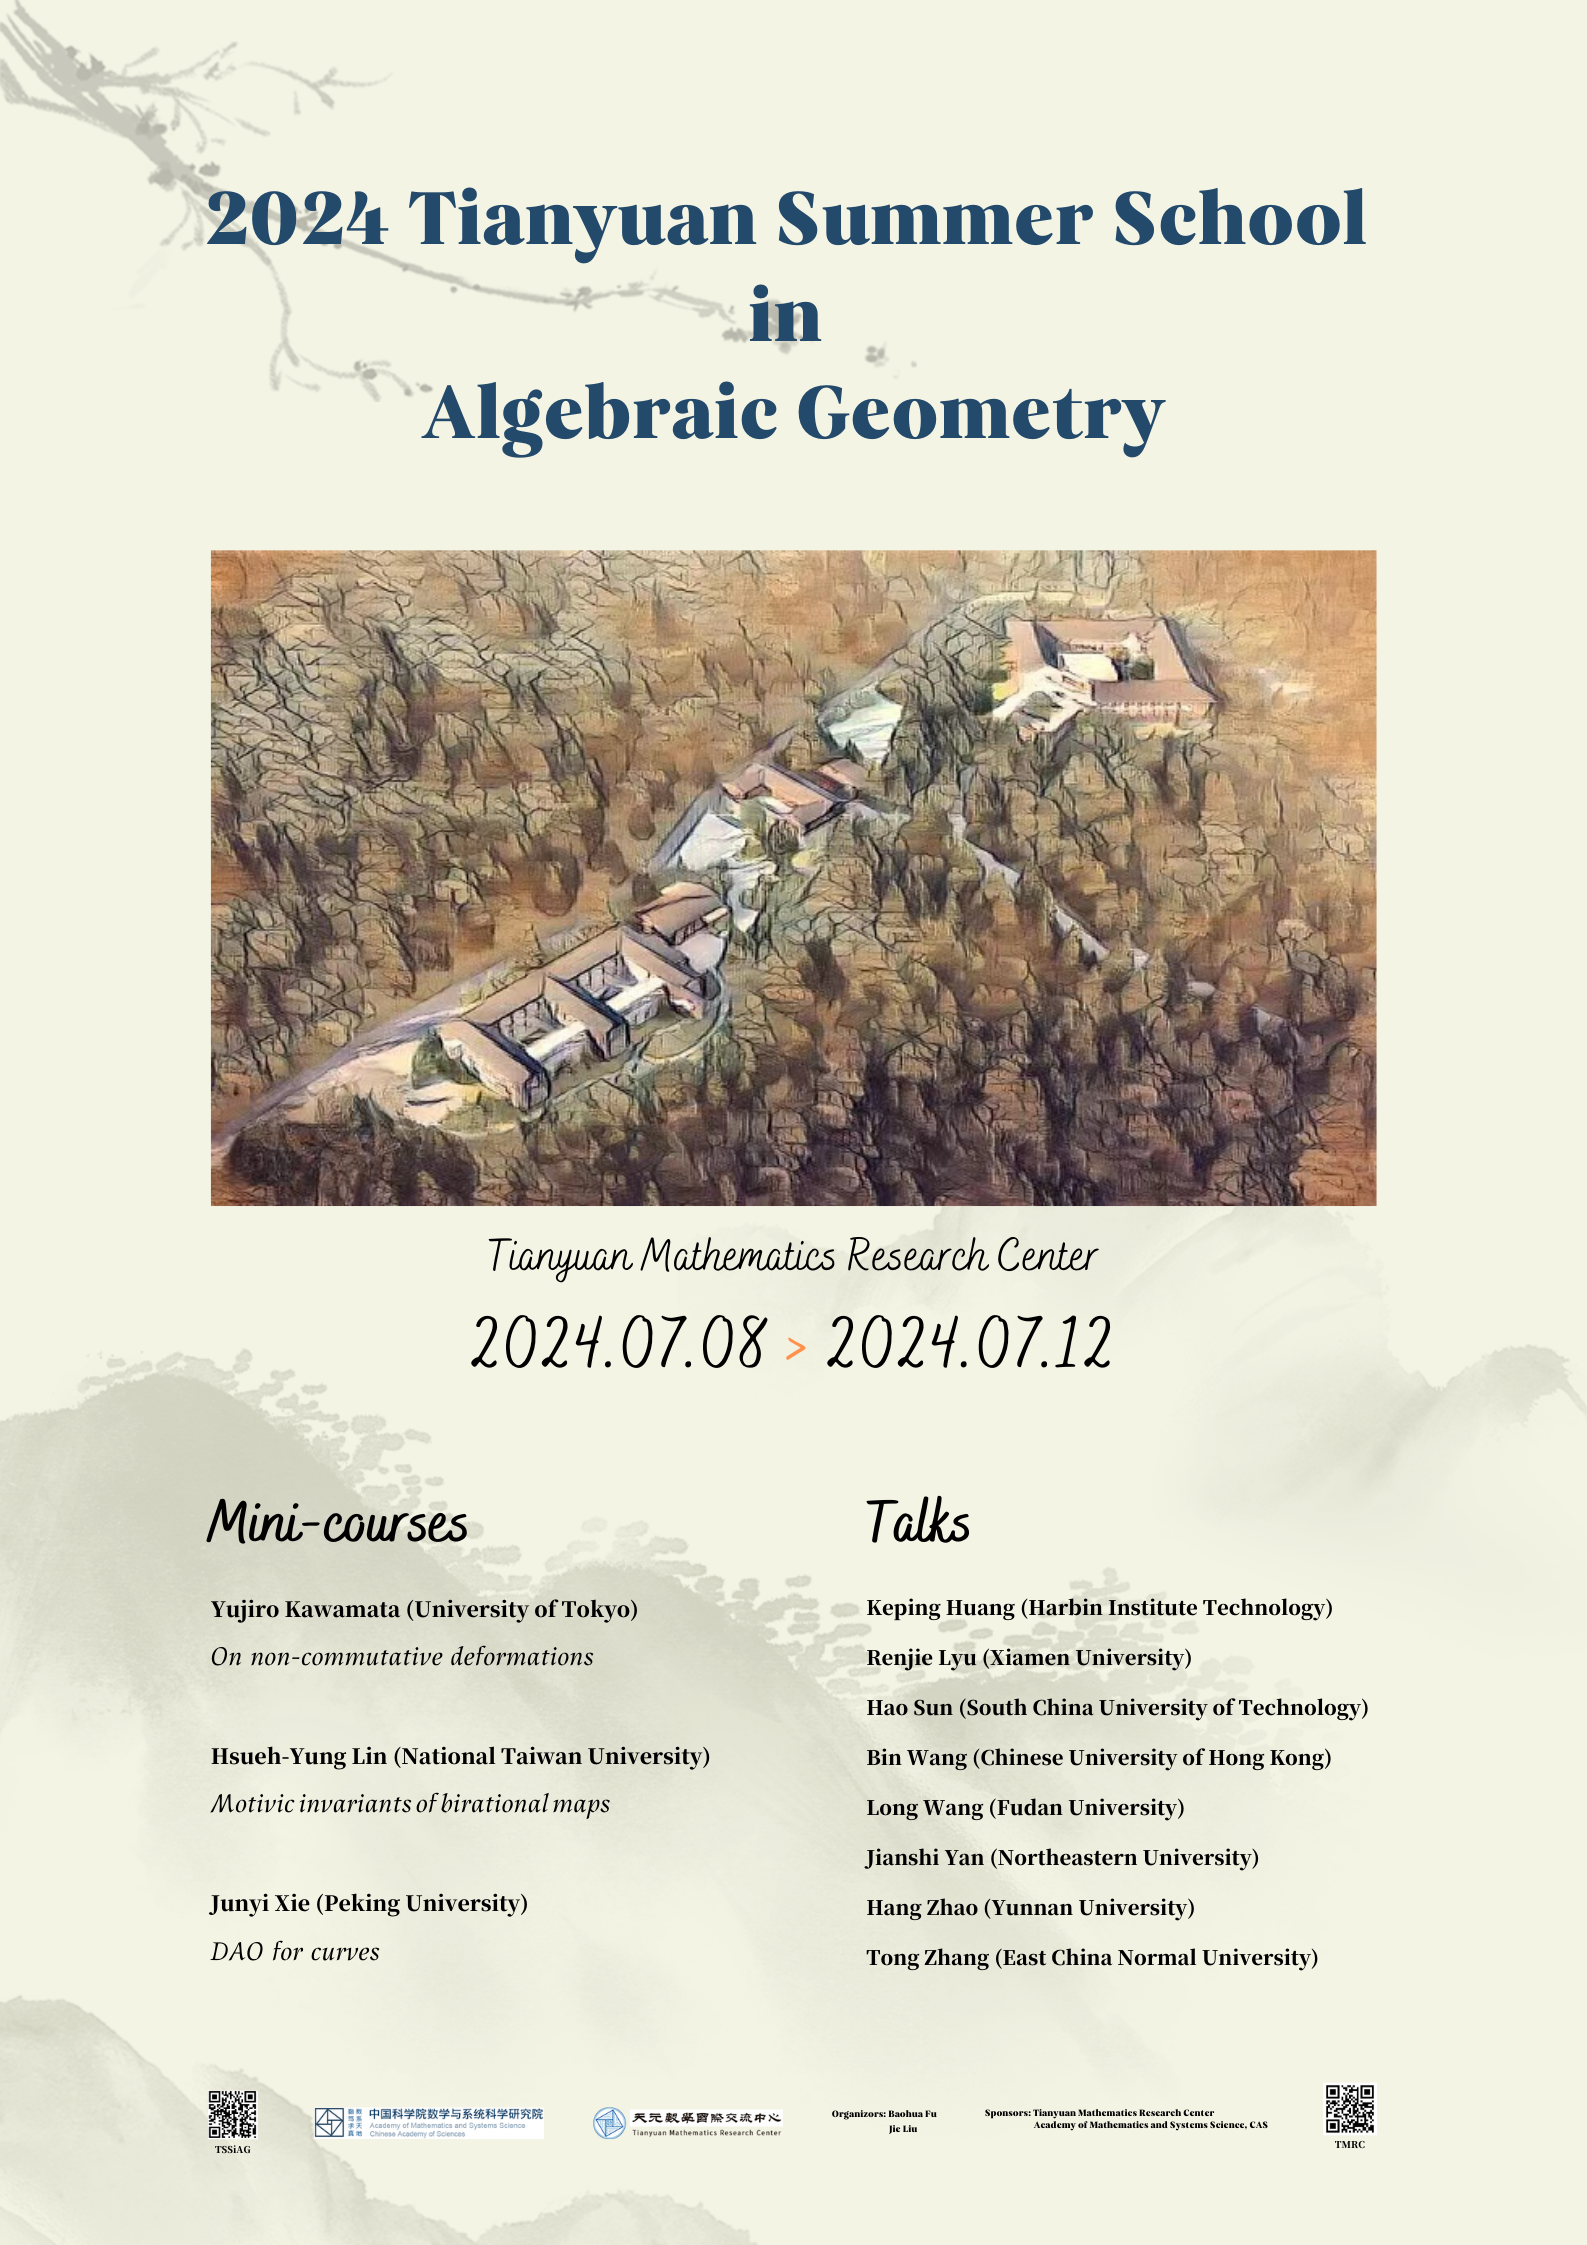 2024 Tianyuan Summer School
in
Algebraic Geometry
Tianyuan Mathematics Research Center
2024.07.08 > 2024.07.12
Mini-courses
Yujiro Kawamata (University of Tokyo)
On non-commutative deformations
Hsueh-Yung Lin (National Taiwan University)
Motivic invariants of birational maps
Junyi Xie (Peking University)
DAO for curves
Talks
Keping Huang (Harbin Institute Technology)
Renjie Lyu (Xiamen University)
Hao Sun (South China University of Technology)
Bin Wang (Chinese University of Hong Kong)
Long Wang (Fudan University)
Jianshi Yan (Northeastern University)
Hang Zhao (Yunnan University)
Tong Zhang (East China Normal University)
TSSiAG
中国科学院数学与系统科学研究院
Academy of Mathematics and Systems Science
Chinese Academy of Sciences
天元數學國際交流中心
Tianyuan Mathematics Research Center
Organizors: Baohua Fu
Jie Liu
Sponsors: Tianyuan Mathematics Research Center
Academy of Mathematics and Systems Science, CAS
TMRC